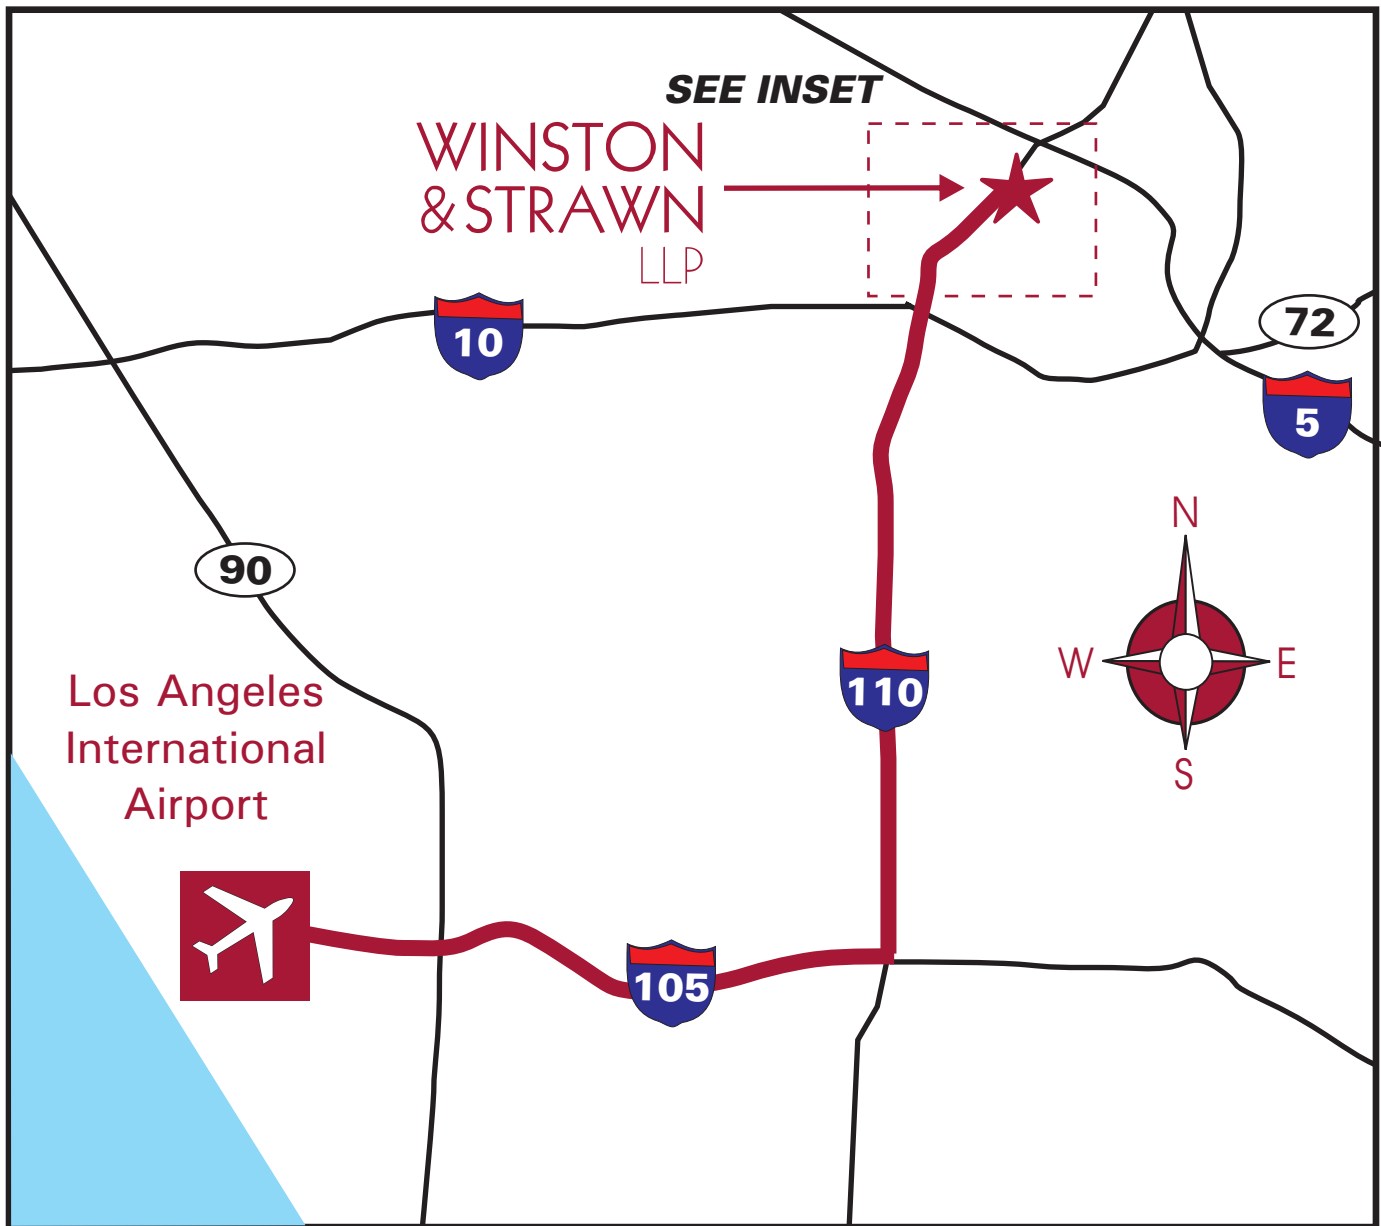 SEE INSET
WINSTON
& STRAWN
LLP
10
72
5
90
N
W
E
S
110
Los Angeles
International
Airport
105